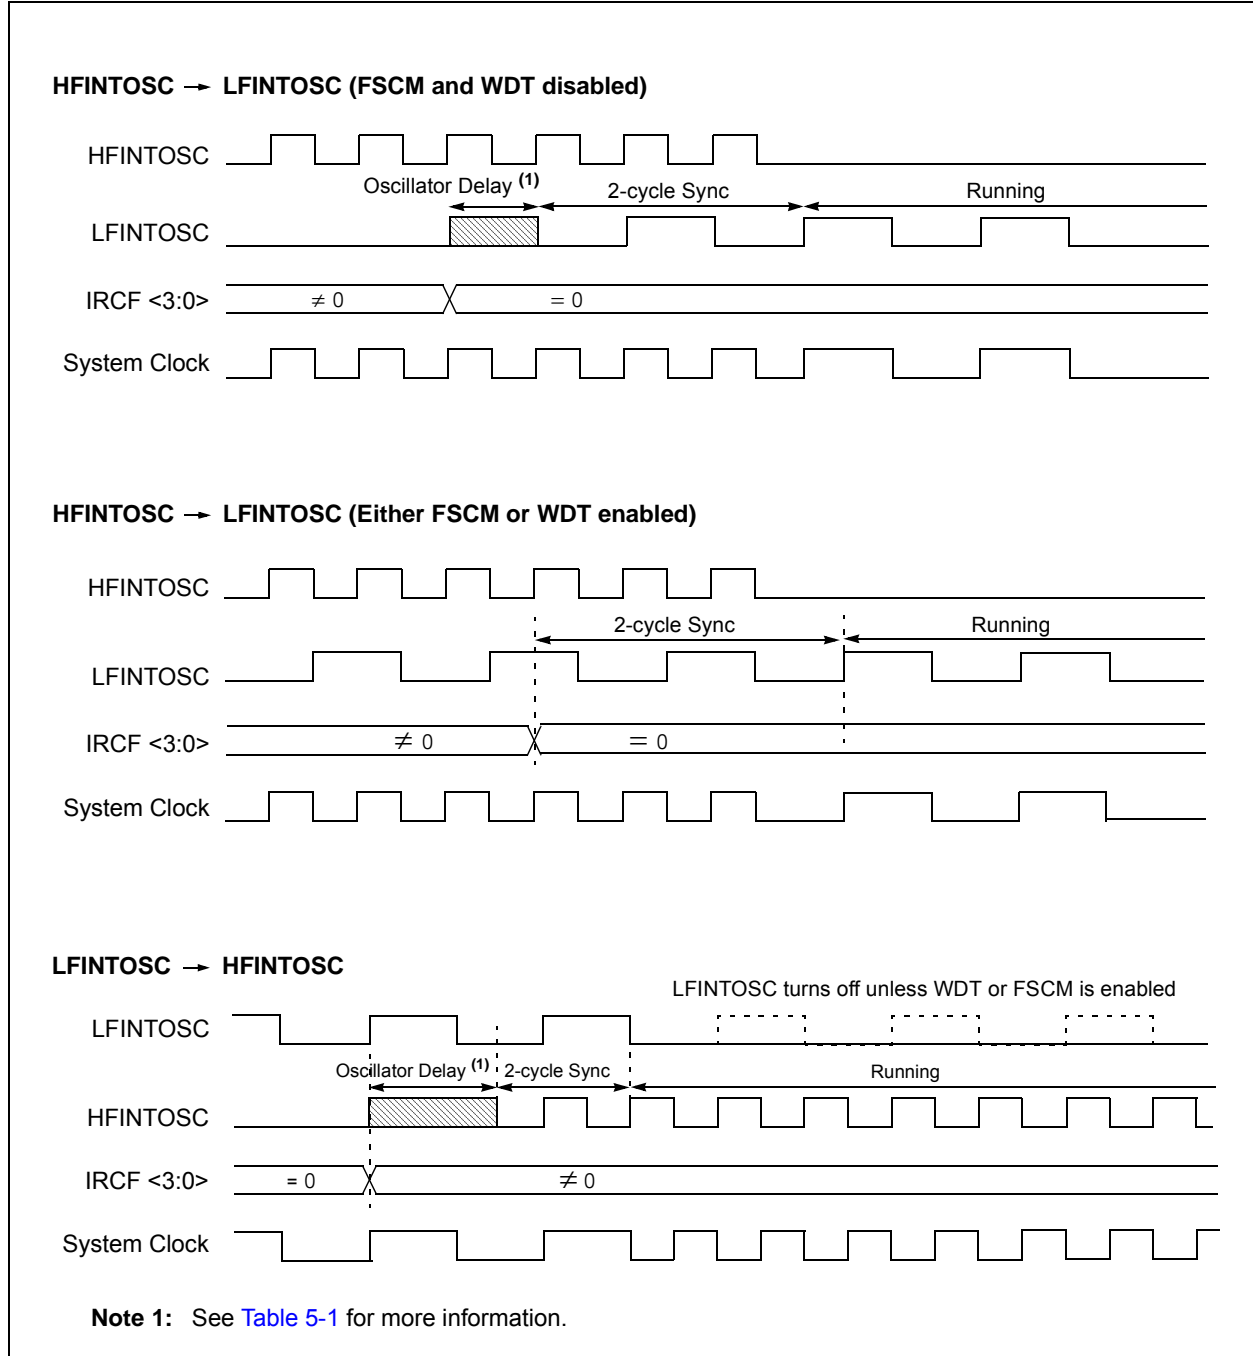 HFINTOSC → LFINTOSC (FSCM and WDT disabled)
HFINTOSC
Oscillator Delay (1) 2-cycle Sync Running
LFINTOSC
IRCF <3:0> ≠ 0 = 0
System Clock
HFINTOSC → LFINTOSC (Either FSCM or WDT enabled)
HFINTOSC
2-cycle Sync Running
LFINTOSC
IRCF <3:0> ≠ 0 = 0
System Clock
LFINTOSC → HFINTOSC
LFINTOSC turns off unless WDT or FSCM is enabled
LFINTOSC
Oscillator Delay (1) 2-cycle Sync Running
HFINTOSC
IRCF <3:0> = 0 ≠ 0
System Clock
Note 1: See Table 5-1 for more information.